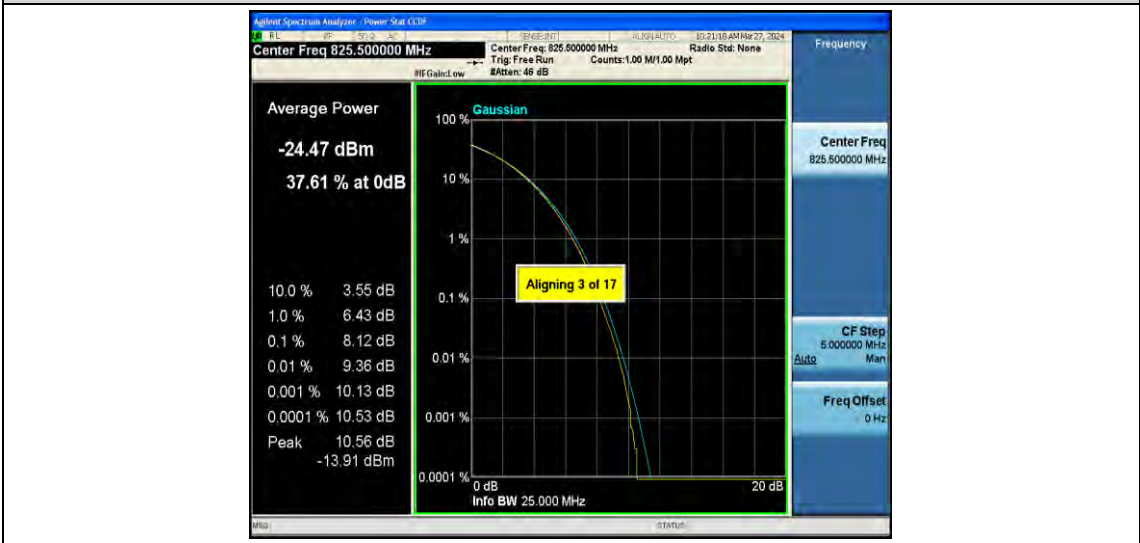 Agilent Spectrum Analyzer - Power Stat CCDF
RL RF 50 Ω AC SENSE:INT ALIGN AUTO 10:21:18 AM Mar 27, 2024
Center Freq 825.500000 MHz
Center Freq: 825.500000 MHz Radio Std: None
Trig: Free Run Counts:1.00 M/1.00 Mpt
#IFGain:Low #Atten: 46 dB
Frequency
Average Power
-24.47 dBm
37.61 % at 0dB
10.0 % 3.55 dB
1.0 % 6.43 dB
0.1 % 8.12 dB
0.01 % 9.36 dB
0.001 % 10.13 dB
0.0001 % 10.53 dB
Peak 10.56 dB
-13.91 dBm
Gaussian
100 %
10 %
1 %
Aligning 3 of 17
0.1 %
0.01 %
0.001 %
0.0001 %
0 dB 20 dB
Info BW 25.000 MHz
Center Freq
825.500000 MHz
CF Step
5.000000 MHz
Auto Man
Freq Offset
0 Hz
MSG STATUS